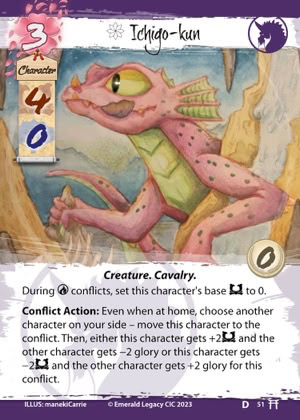 3
Ichigo-kun
Character
4
0
0
Creature. Cavalry.
During conflicts, set this character's base to 0.
Conflict Action: Even when at home, choose another
character on your side – move this character to the
conflict. Then, either this character gets +2 and the
other character gets −2 glory or this character gets
−2 and the other character gets +2 glory for this
conflict.
ILLUS: manekiCarrie © Emerald Legacy CIC 2023 D 51